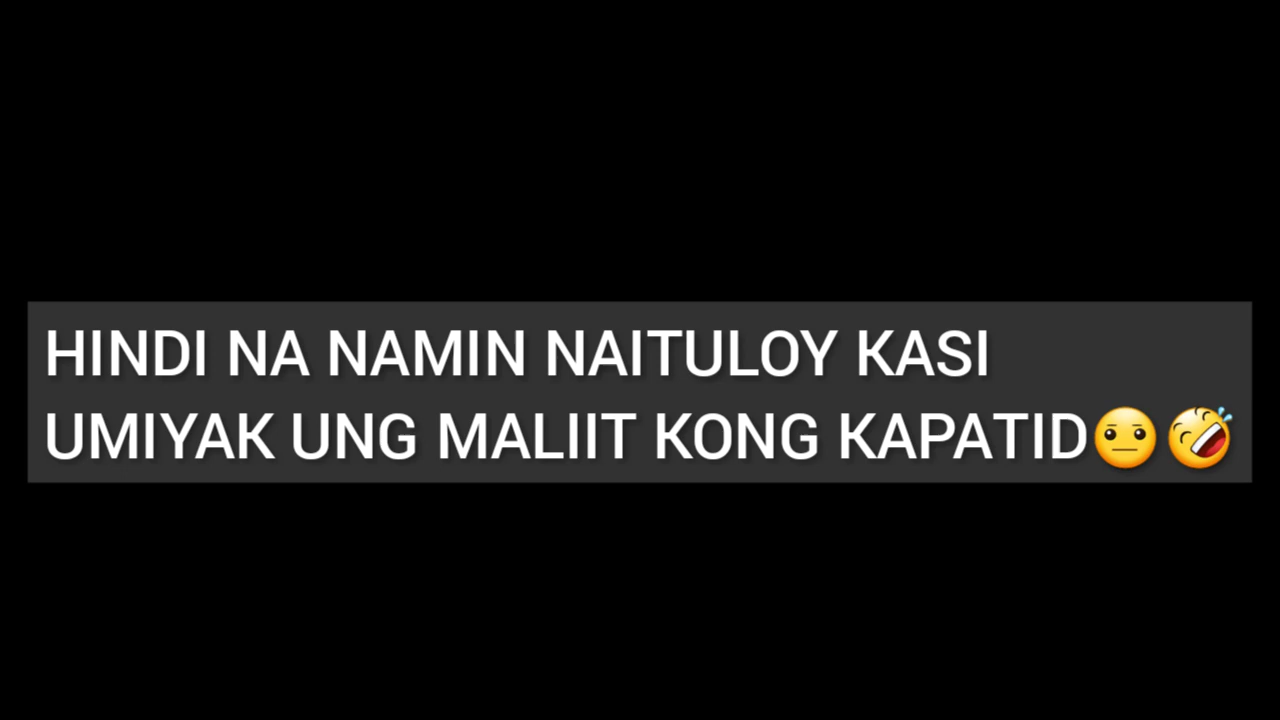 HINDI NA NAMIN NAITULOY KASI
UMIYAK UNG MALIIT KONG KAPATID😐🤣